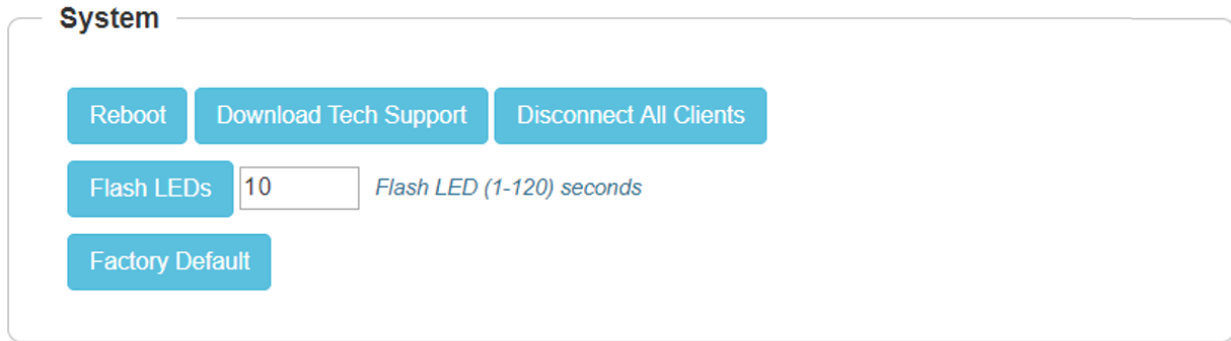 System
Reboot Download Tech Support Disconnect All Clients
Flash LEDs 10 Flash LED (1-120) seconds
Factory Default